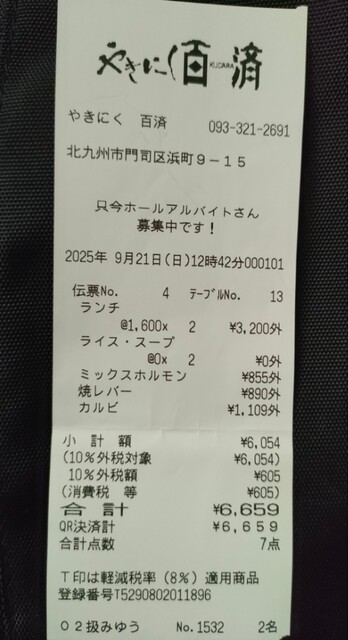 やきにく百済
KUDARA
やきにく 百済 093-321-2691
北九州市門司区浜町9-15
只今ホールアルバイトさん
募集中です!
2025年 9月21日(日)12時42分000101
伝票No. 4 テーブルNo. 13
ランチ
@1,600x 2 ¥3,200外
ライス・スープ
@0x 2 ¥0外
ミックスホルモン ¥855外
焼レバー ¥890外
カルビ ¥1,109外
小 計 額 ¥6,054
(10%外税対象 ¥6,054)
10%外税額 ¥605
(消費税 等 ¥605)
合 計 ¥6,659
QR決済計 ¥6,659
合計点数 7点
T印は軽減税率(8%)適用商品
登録番号T5290802011896
02扱みゆう No.1532 2名